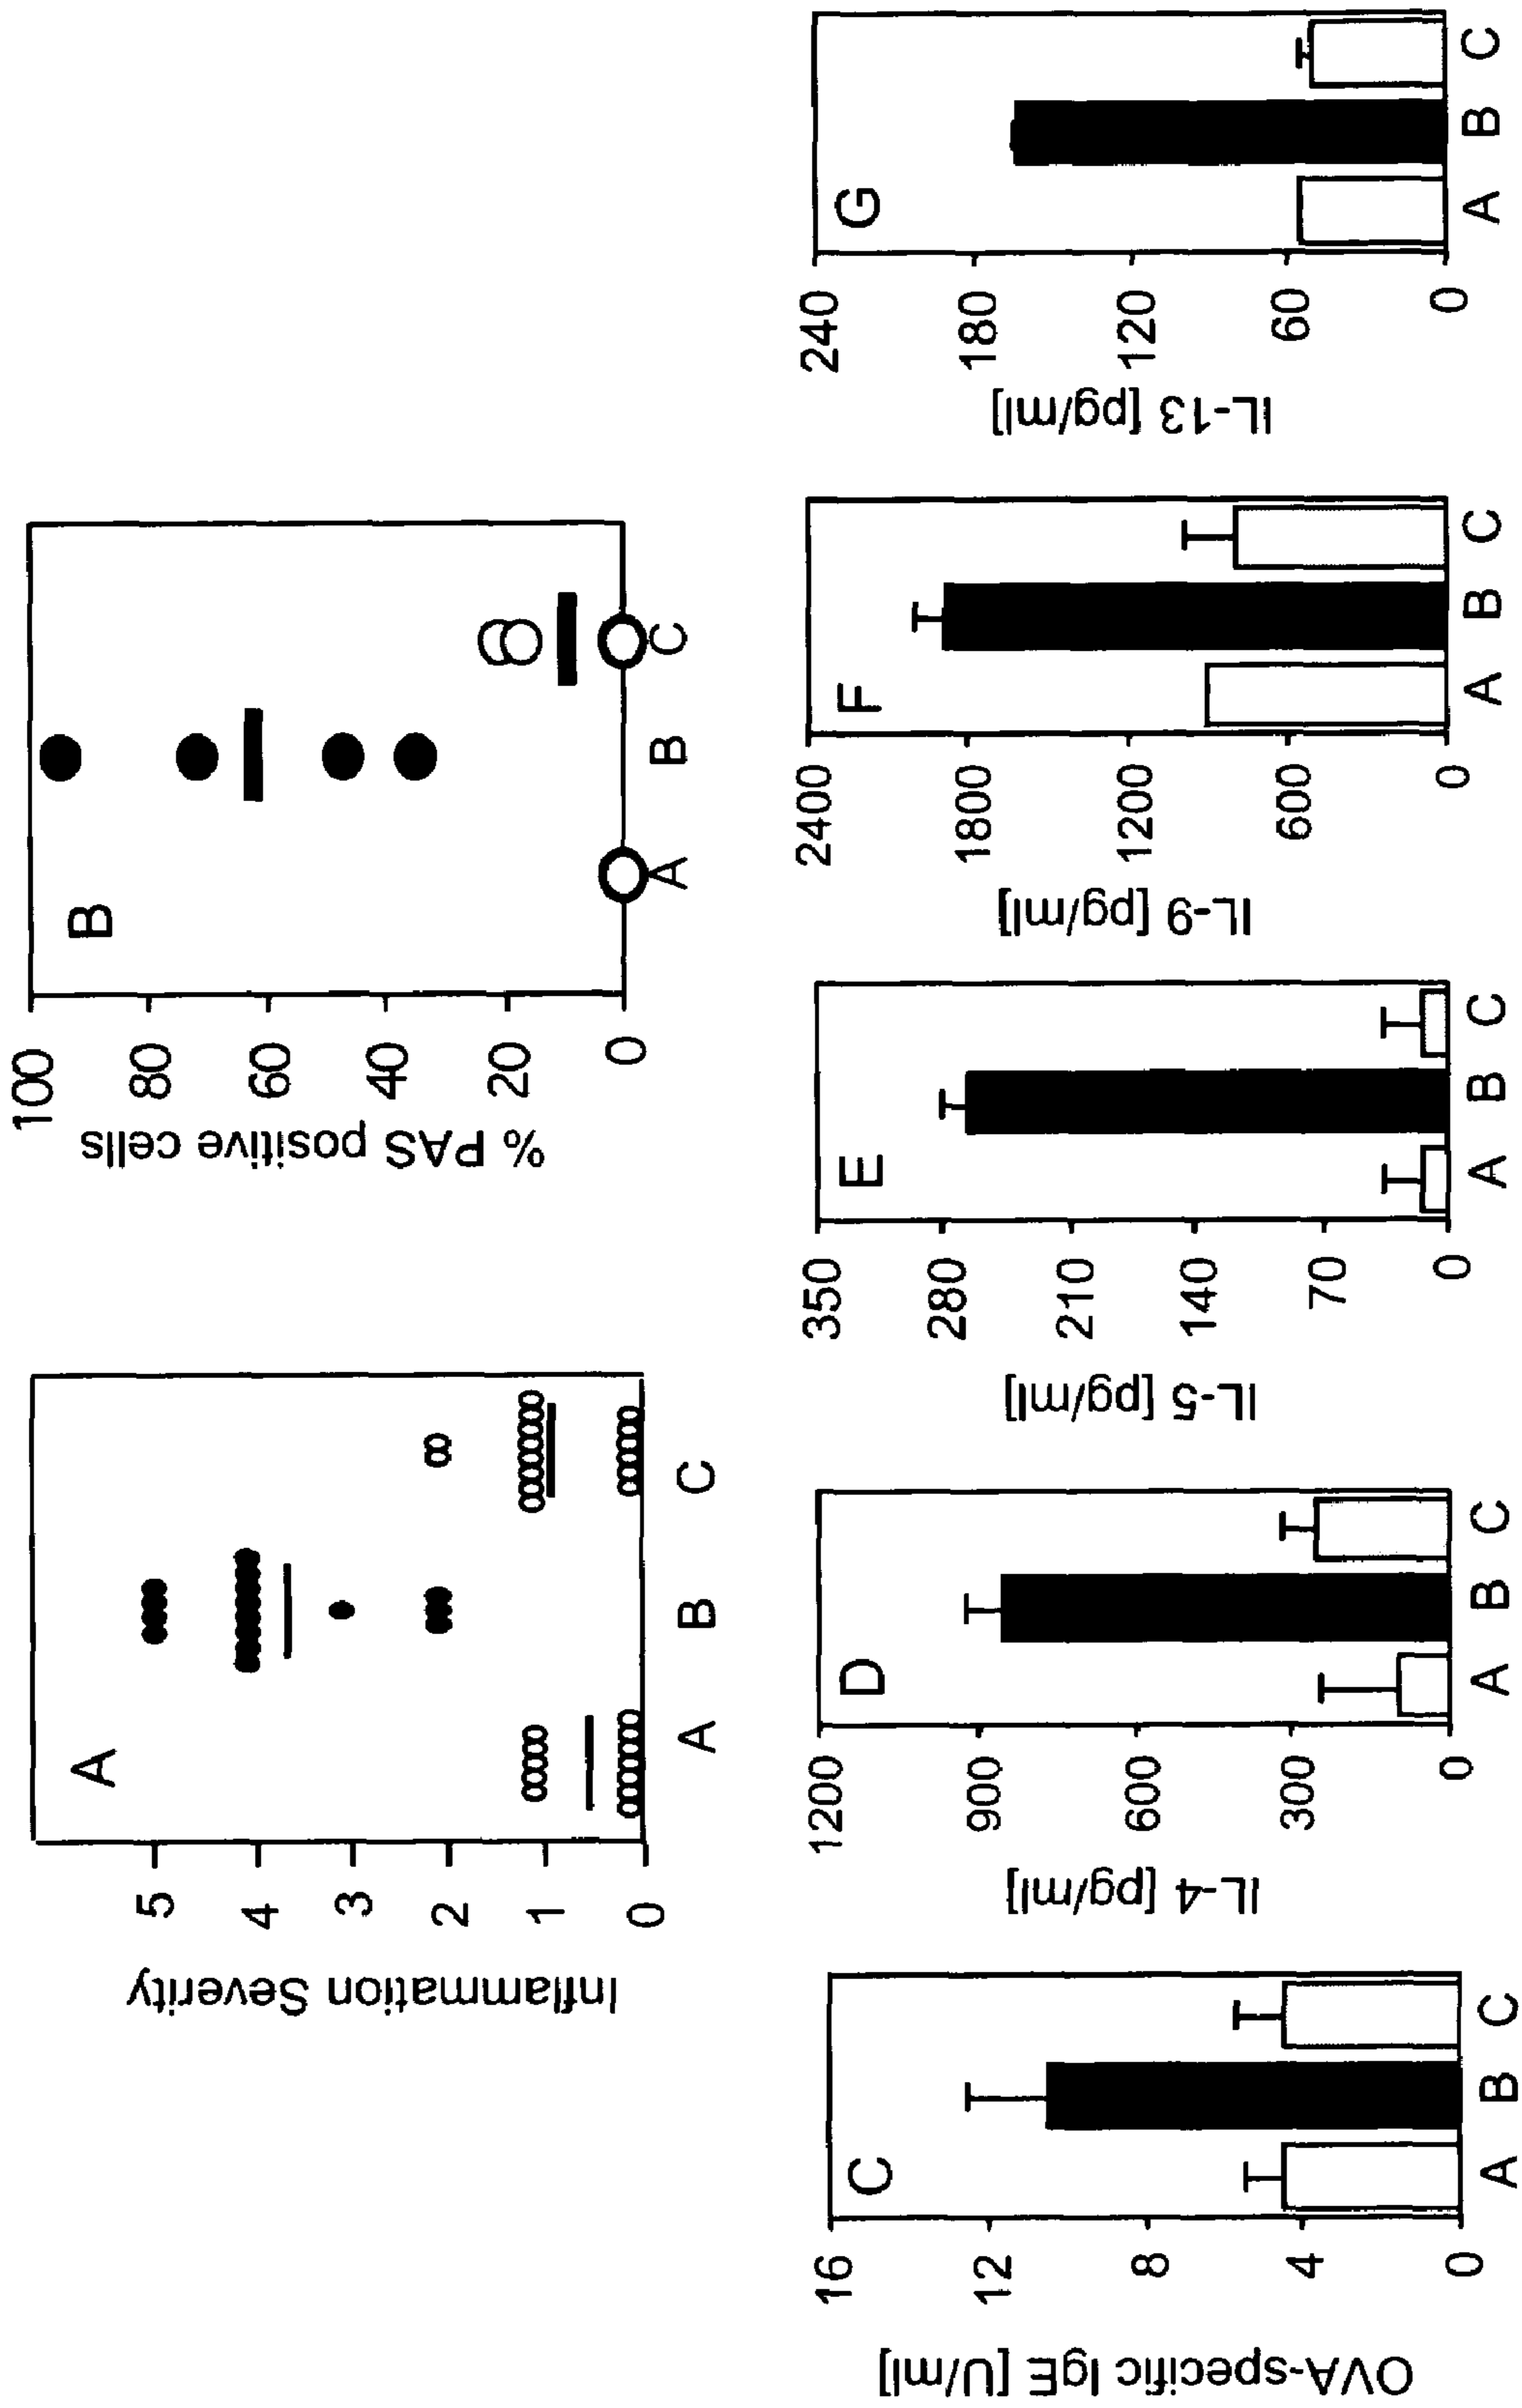 A
Inflammation Severity
5
4
3
2
1
0
A
B
C
B
% PAS positive cells
100
80
60
40
20
0
A
B
C
C
OVA-specific IgE [U/ml]
16
12
8
4
0
A
B
C
D
IL-4 [pg/ml]
1200
900
600
300
0
A
B
C
E
IL-5 [pg/ml]
350
280
210
140
70
0
A
B
C
F
IL-9 [pg/ml]
2400
1800
1200
600
0
A
B
C
G
IL-13 [pg/ml]
240
180
120
60
0
A
B
C